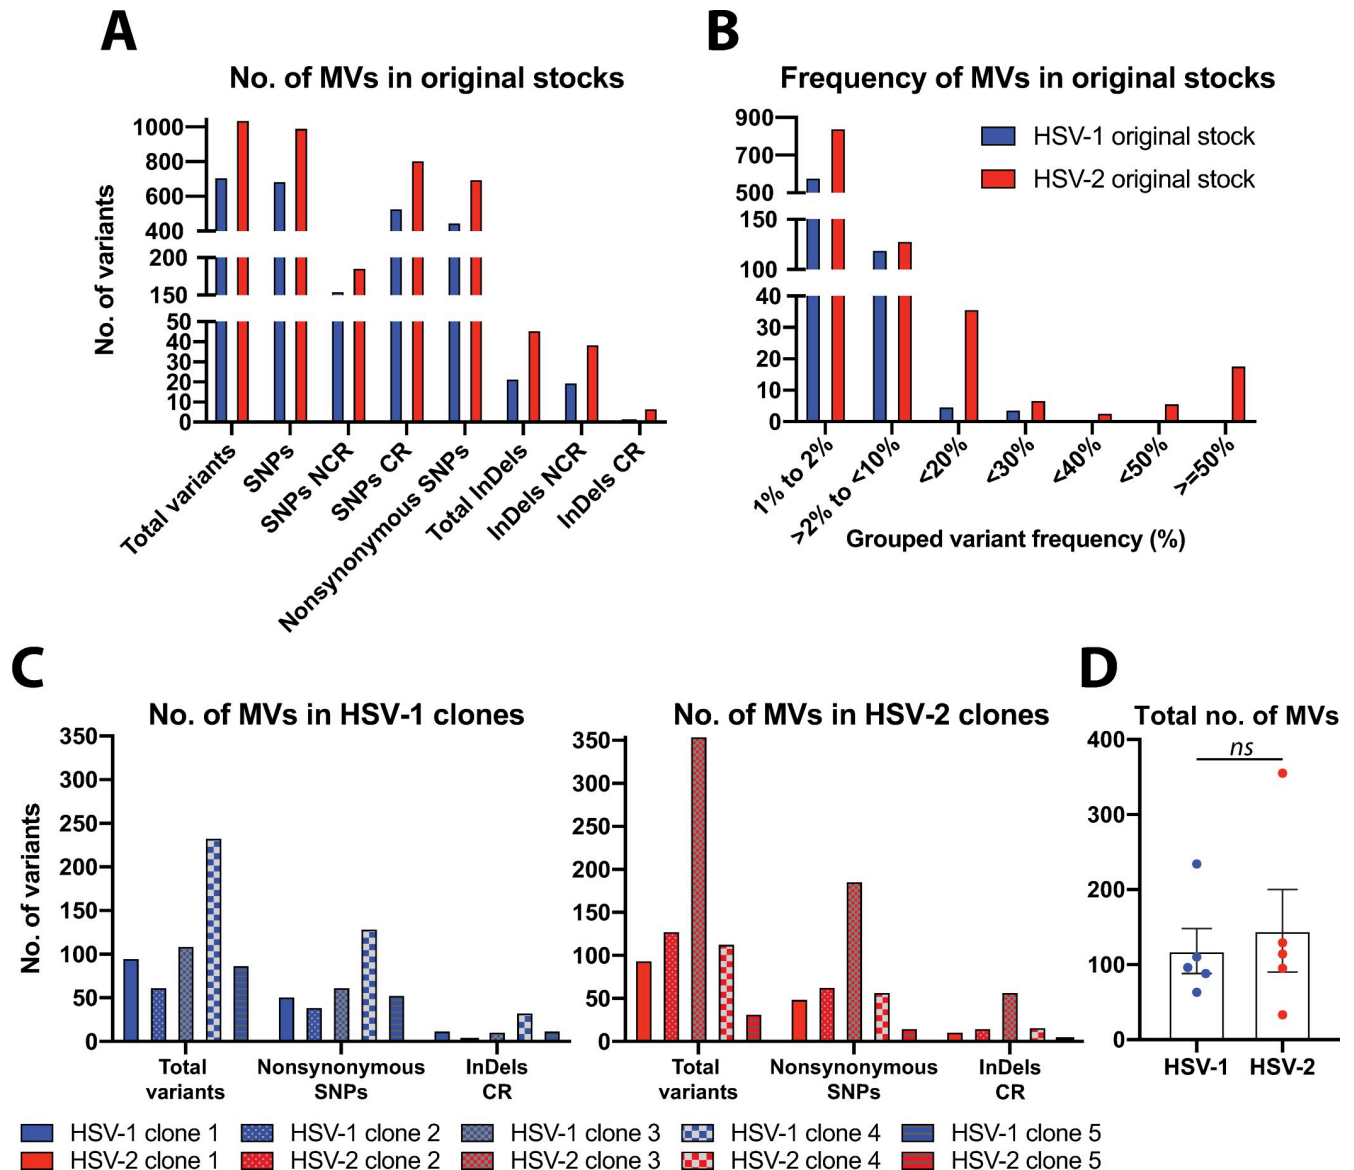 A
B
No. of MVs in original stocks
Frequency of MVs in original stocks
No. of variants
1000
800
600
400
200
150
50
40
30
20
10
0
Total variants
SNPs
SNPs NCR
SNPs CR
Nonsynonymous SNPs
Total InDels
InDels NCR
InDels CR
900
700
500
150
100
40
30
20
10
0
HSV-1 original stock
HSV-2 original stock
1% to 2%
>2% to <10%
<20%
<30%
<40%
<50%
>=50%
Grouped variant frequency (%)
C
D
No. of MVs in HSV-1 clones
No. of MVs in HSV-2 clones
Total no. of MVs
No. of variants
350
300
250
200
150
100
50
0
Total
variants
Nonsynonymous
SNPs
InDels
CR
350
300
250
200
150
100
50
0
Total
variants
Nonsynonymous
SNPs
InDels
CR
400
300
200
100
0
ns
HSV-1 HSV-2
HSV-1 clone 1 HSV-1 clone 2 HSV-1 clone 3 HSV-1 clone 4 HSV-1 clone 5
HSV-2 clone 1 HSV-2 clone 2 HSV-2 clone 3 HSV-2 clone 4 HSV-2 clone 5